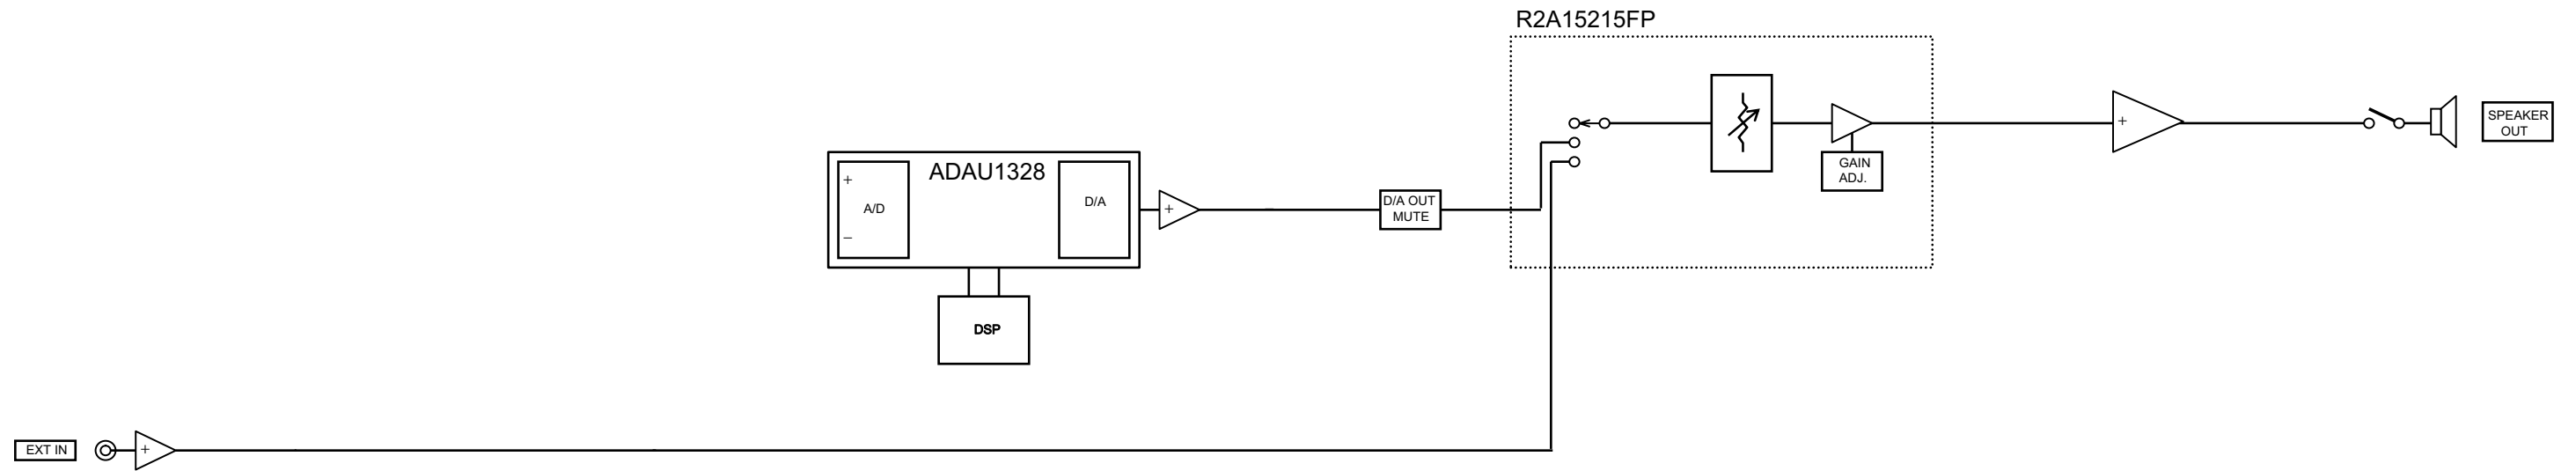 R2A15215FP
SPEAKER
OUT
GAIN
ADJ.
ADAU1328
+
A/D
−
D/A
+
D/A OUT
MUTE
+
DSP
EXT IN
+